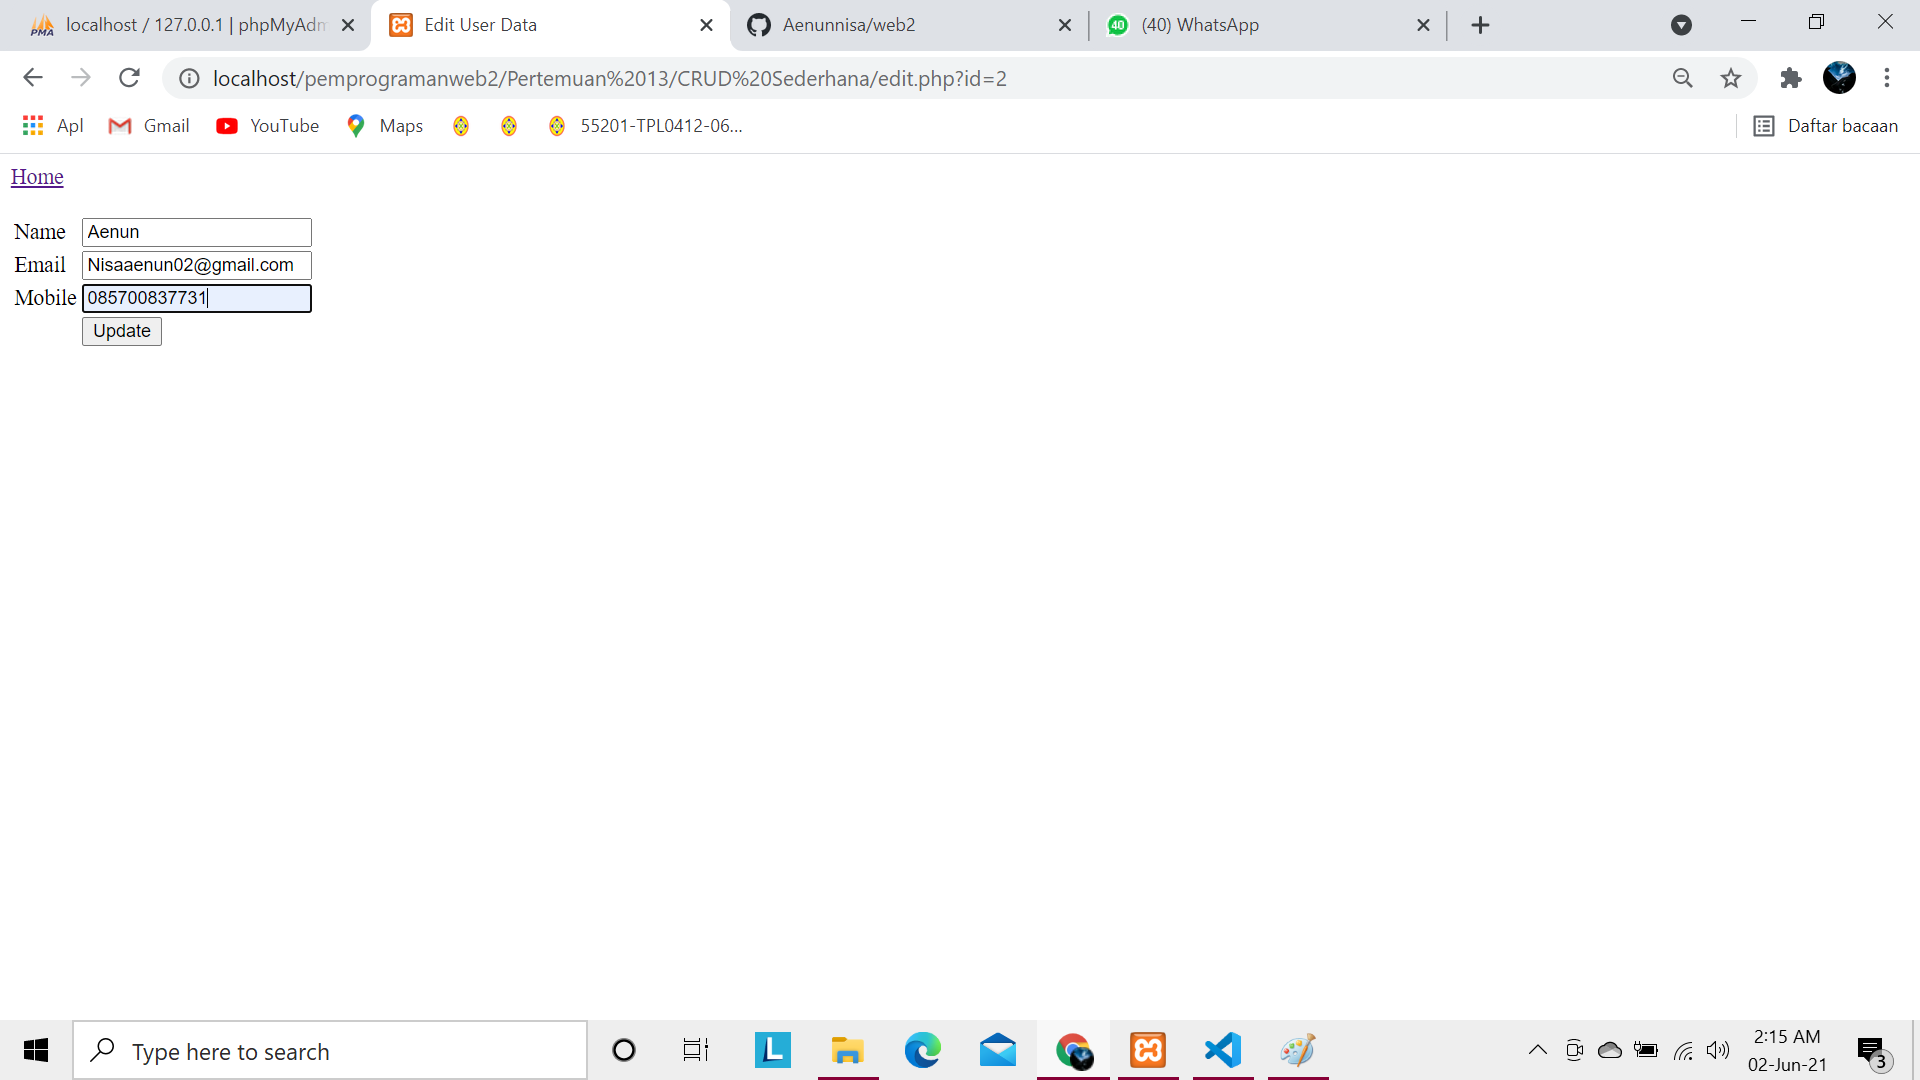 localhost / 127.0.0.1 | phpMyAdm
Edit User Data
Aenunnisa/web2
40
(40) WhatsApp
localhost/pemprogramanweb2/Pertemuan%2013/CRUD%20Sederhana/edit.php?id=2
Apl
Gmail
YouTube
Maps
55201-TPL0412-06...
Daftar bacaan
Home
Name Aenun
Email Nisaaenun02@gmail.com
Mobile 085700837731
Update
Type here to search
L
2:15 AM
02-Jun-21
3